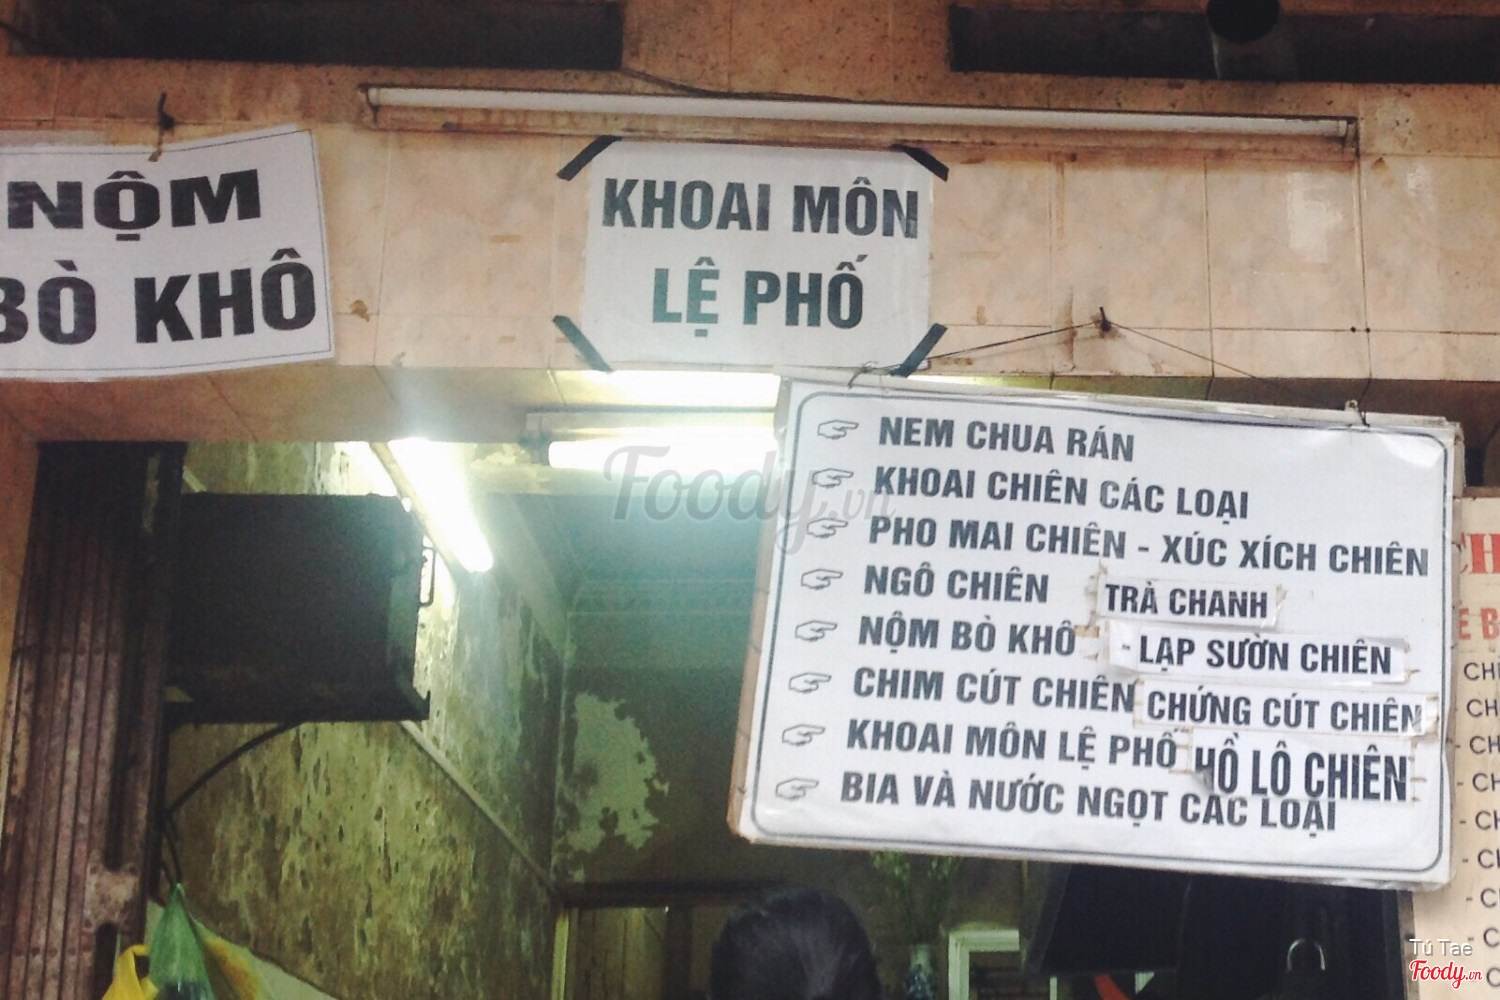 NỘM
BÒ KHÔ
KHOAI MÔN
LỆ PHỐ
NEM CHUA RÁN
KHOAI CHIÊN CÁC LOẠI
PHO MAI CHIÊN - XÚC XÍCH CHIÊN
NGÔ CHIÊN TRÀ CHANH
NỘM BÒ KHÔ - LẠP SƯỜN CHIÊN
CHIM CÚT CHIÊN CHỨNG CÚT CHIÊN
KHOAI MÔN LỆ PHỐ HỒ LÔ CHIÊN
BIA VÀ NƯỚC NGỌT CÁC LOẠI
Foody.vn
Tú Tae
Foody.vn